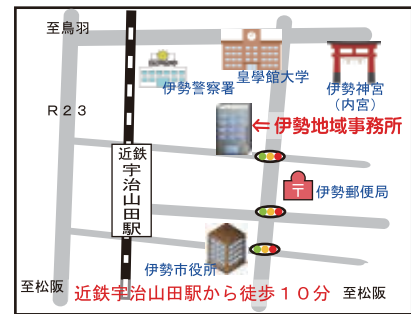 至鳥羽
伊勢警察署
皇學館大学
伊勢神宮
（内宮）
Ｒ２３
⇐ 伊勢地域事務所
近鉄
宇治山田駅
〒
伊勢郵便局
伊勢市役所
至松阪
近鉄宇治山田駅から徒歩１０分
至松阪